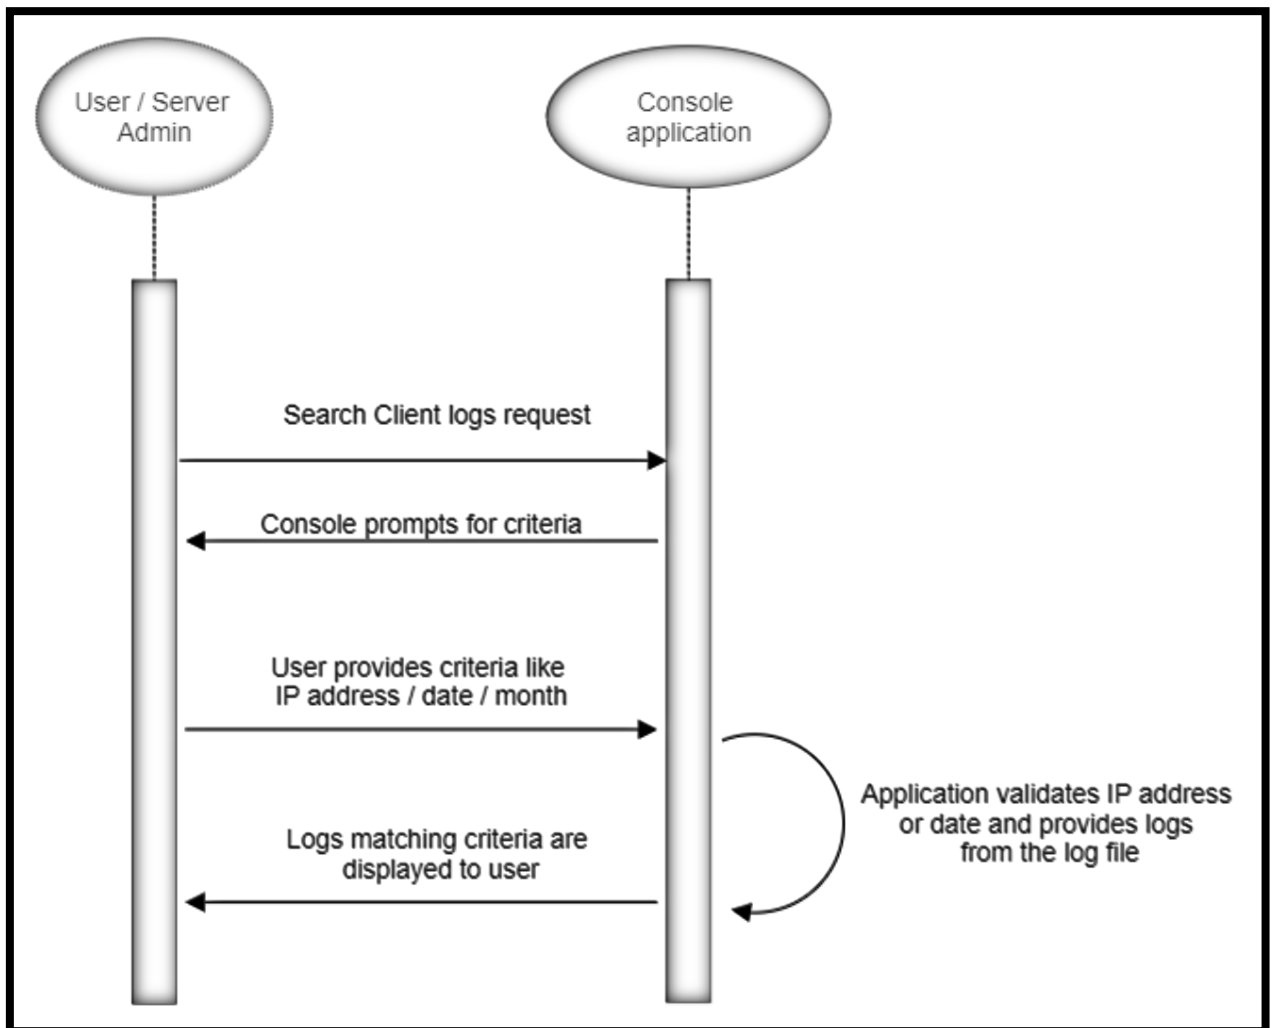 User / Server
Admin
Console
application
Search Client logs request
Console prompts for criteria
User provides criteria like
IP address / date / month
Application validates IP address
or date and provides logs
from the log file
Logs matching criteria are
displayed to user